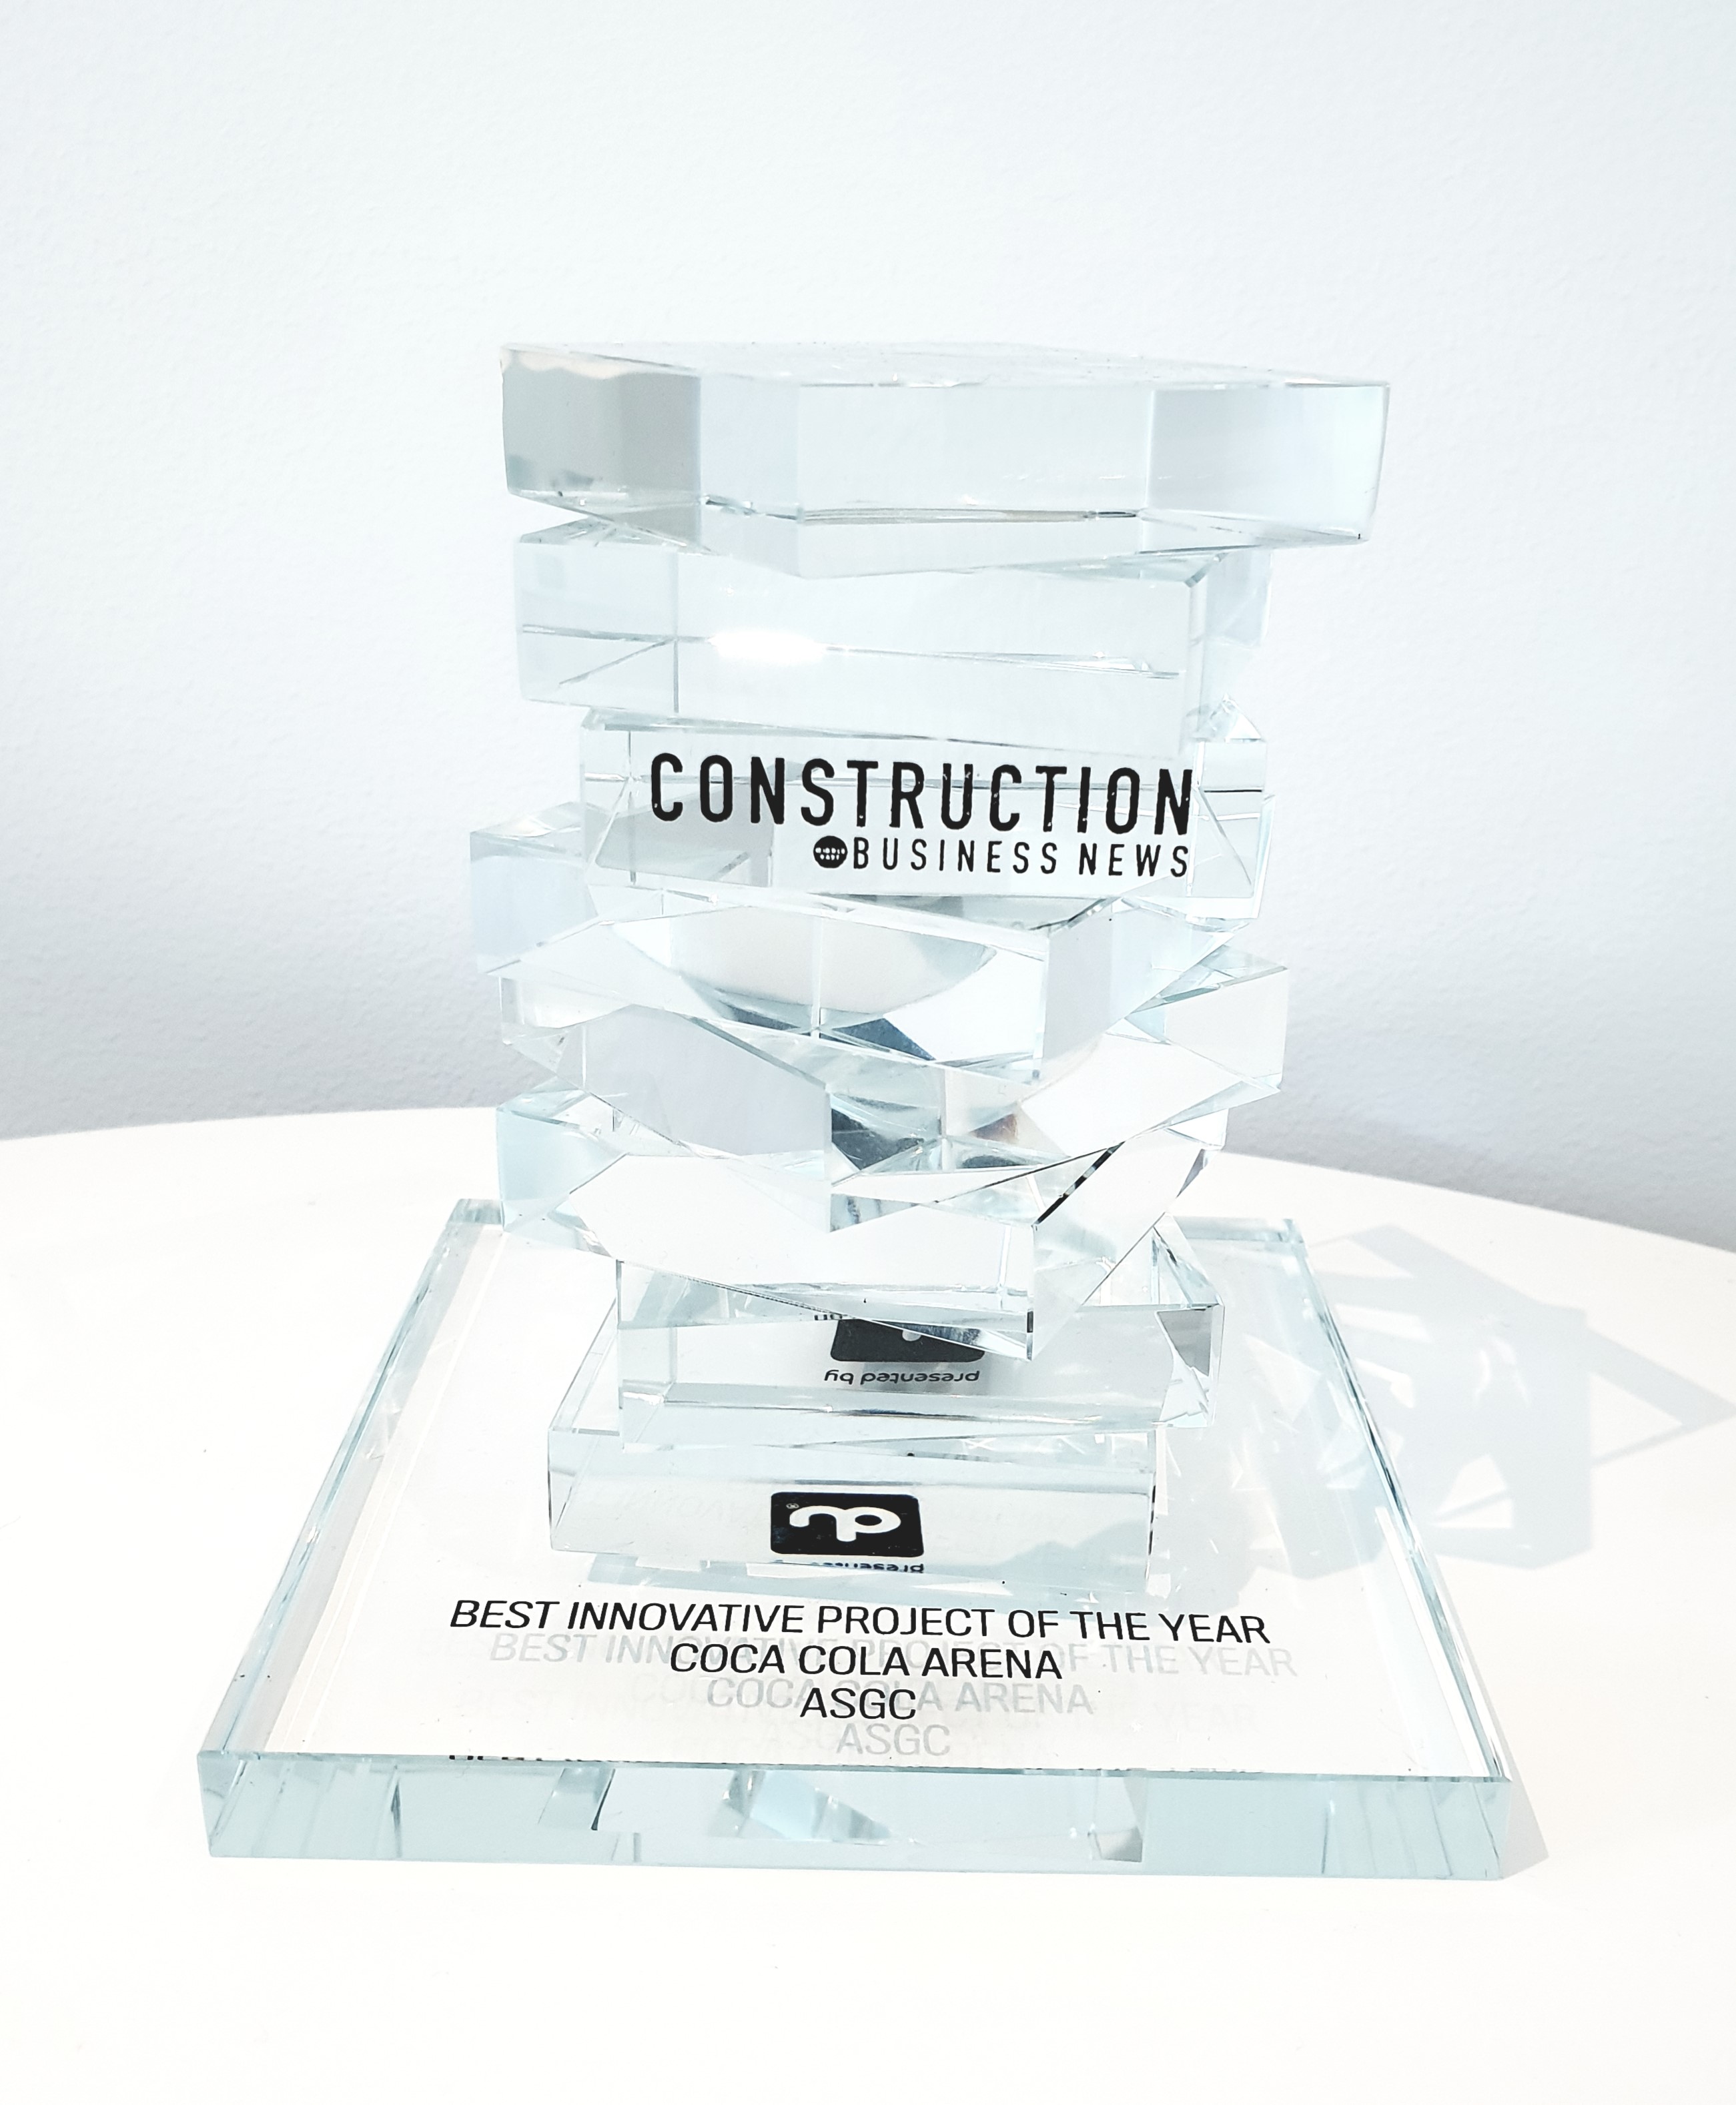 CONSTRUCTION
BUSINESS NEWS
presented by
BEST INNOVATIVE PROJECT OF THE YEAR
COCA COLA ARENA
ASGC